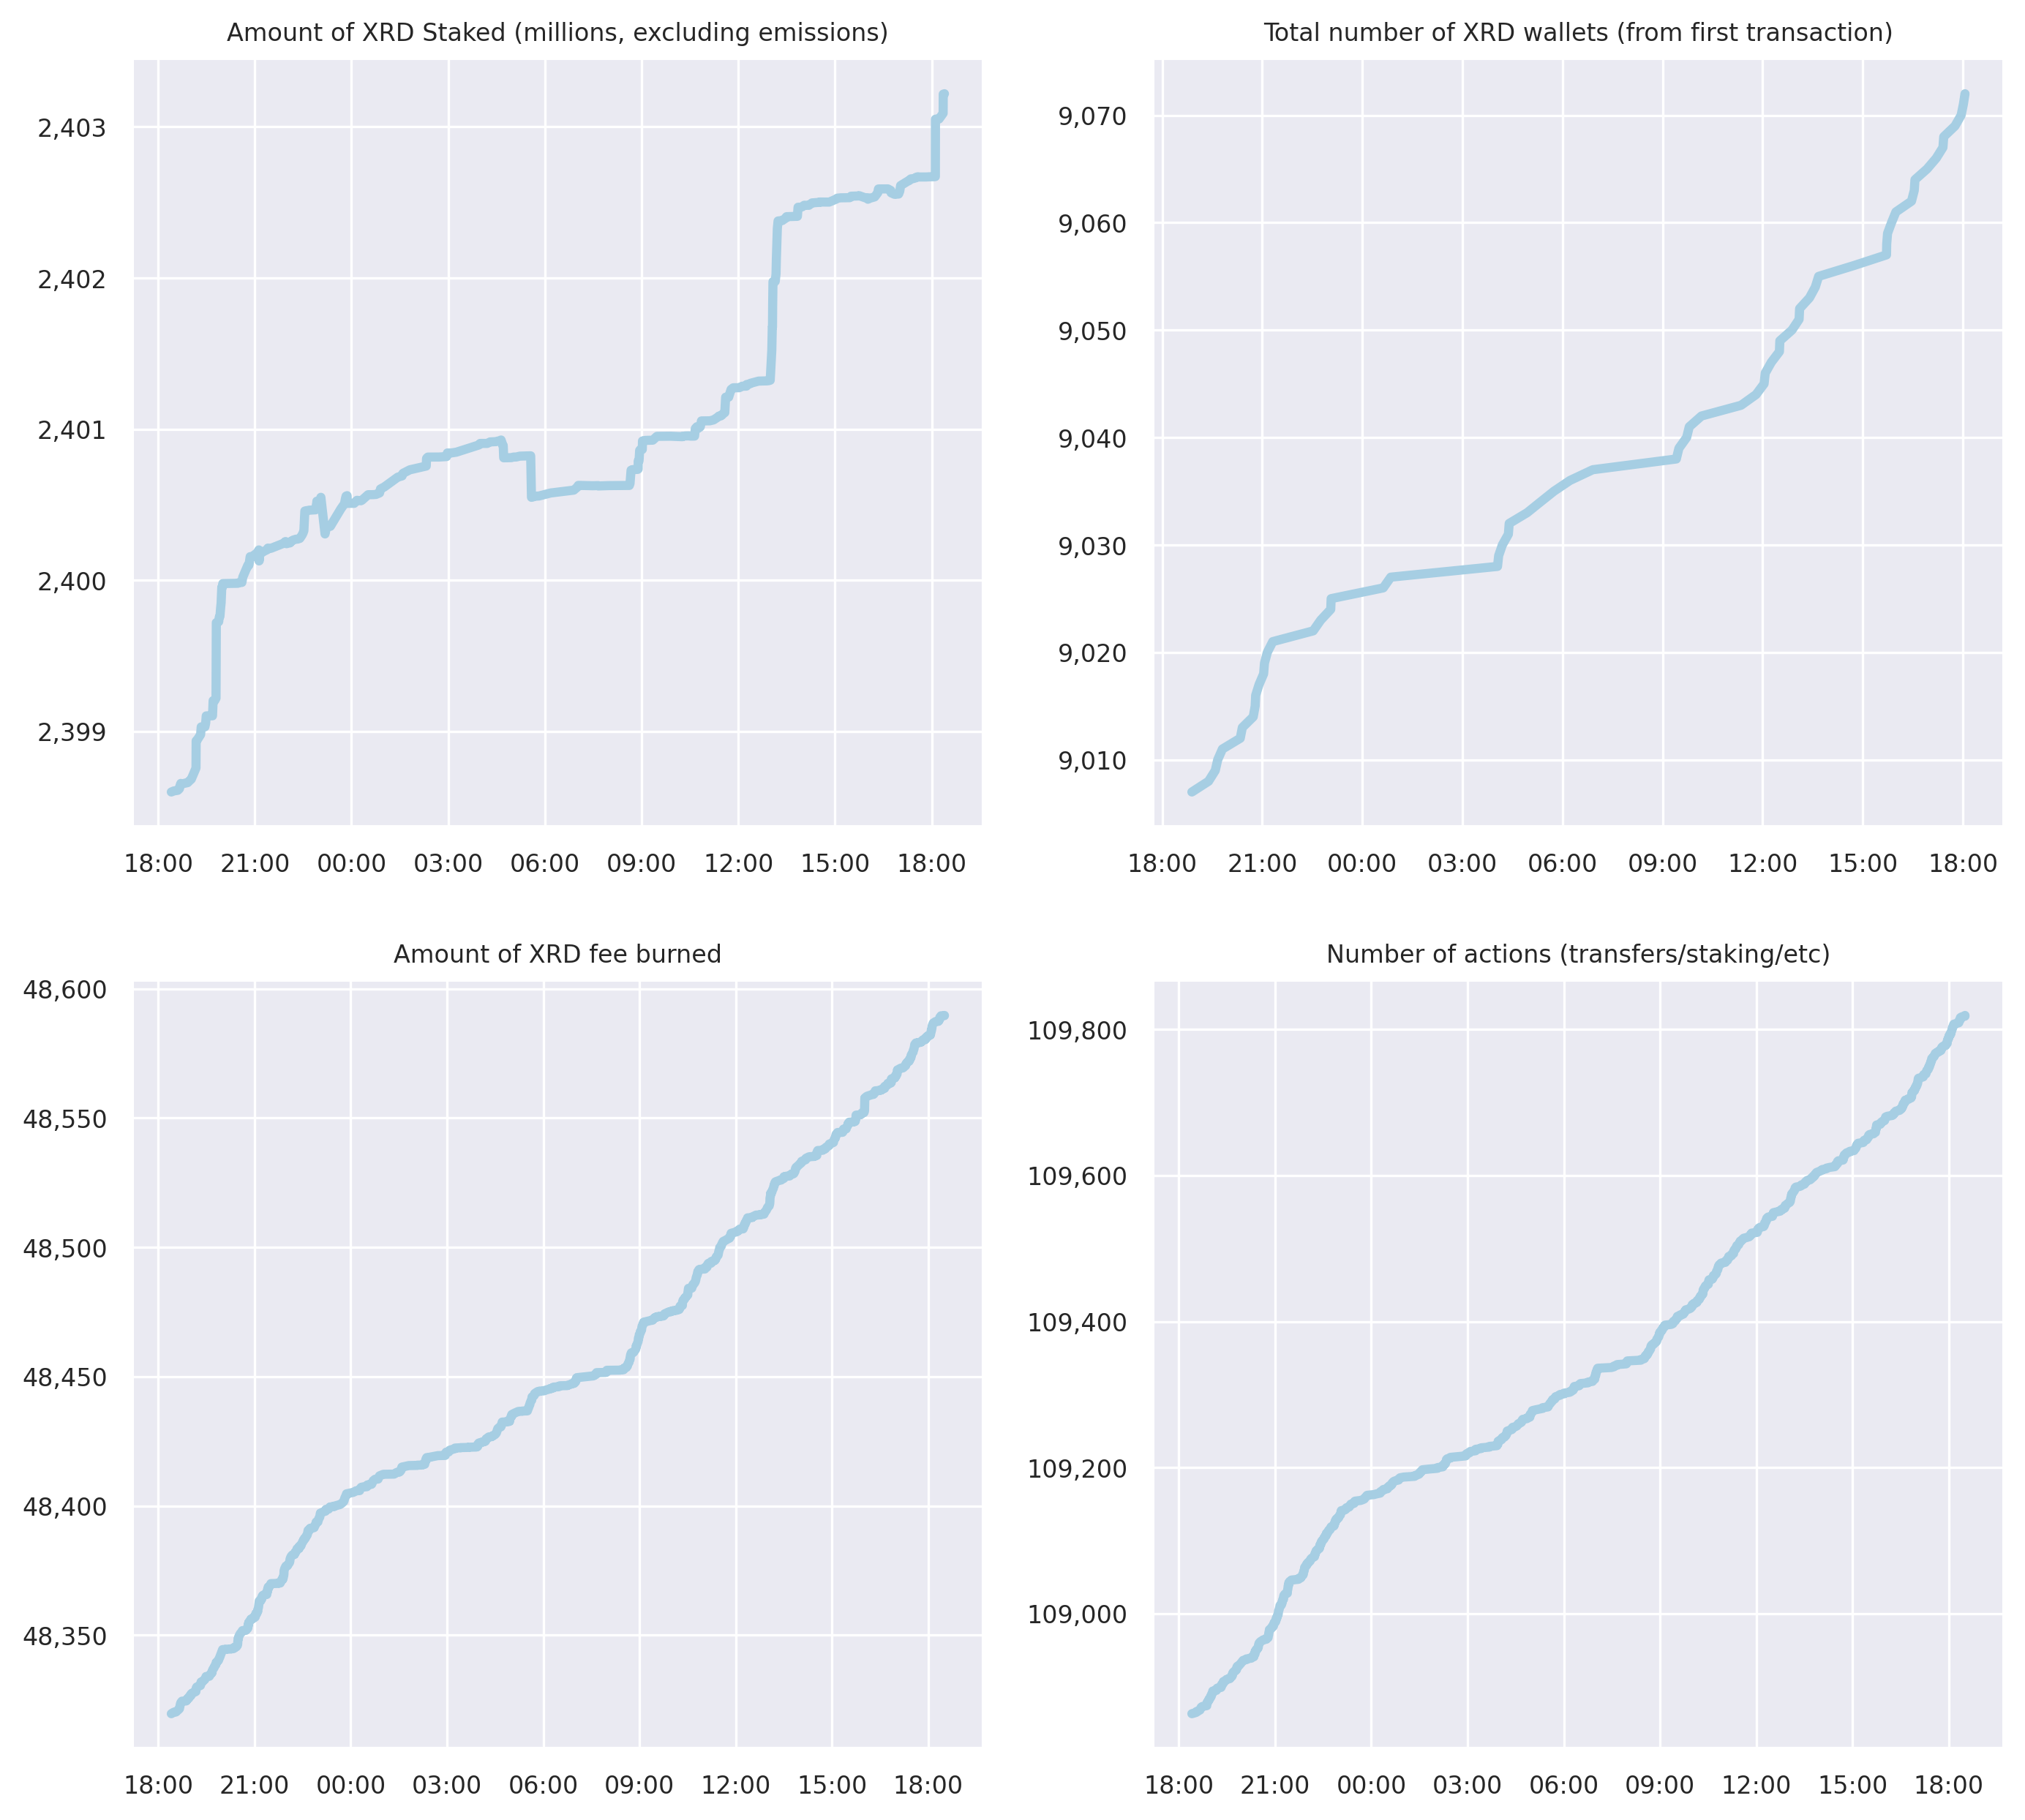 Amount of XRD Staked (millions, excluding emissions)
2,403
2,402
2,401
2,400
2,399
18:00 21:00 00:00 03:00 06:00 09:00 12:00 15:00 18:00
Total number of XRD wallets (from first transaction)
9,070
9,060
9,050
9,040
9,030
9,020
9,010
18:00 21:00 00:00 03:00 06:00 09:00 12:00 15:00 18:00
Amount of XRD fee burned
48,600
48,550
48,500
48,450
48,400
48,350
18:00 21:00 00:00 03:00 06:00 09:00 12:00 15:00 18:00
Number of actions (transfers/staking/etc)
109,800
109,600
109,400
109,200
109,000
18:00 21:00 00:00 03:00 06:00 09:00 12:00 15:00 18:00